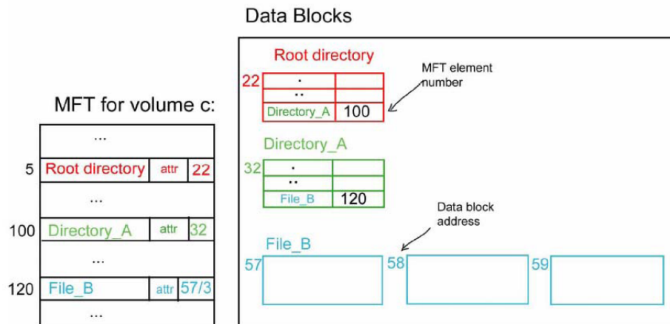 Data Blocks
Root directory
22
.
..
Directory_A 100
MFT element
number
Directory_A
32
.
..
File_B 120
Data block
address
File_B
57
58
59
MFT for volume c:
...
5 Root directory attr 22
...
100 Directory_A attr 32
...
120 File_B attr 57/3
...